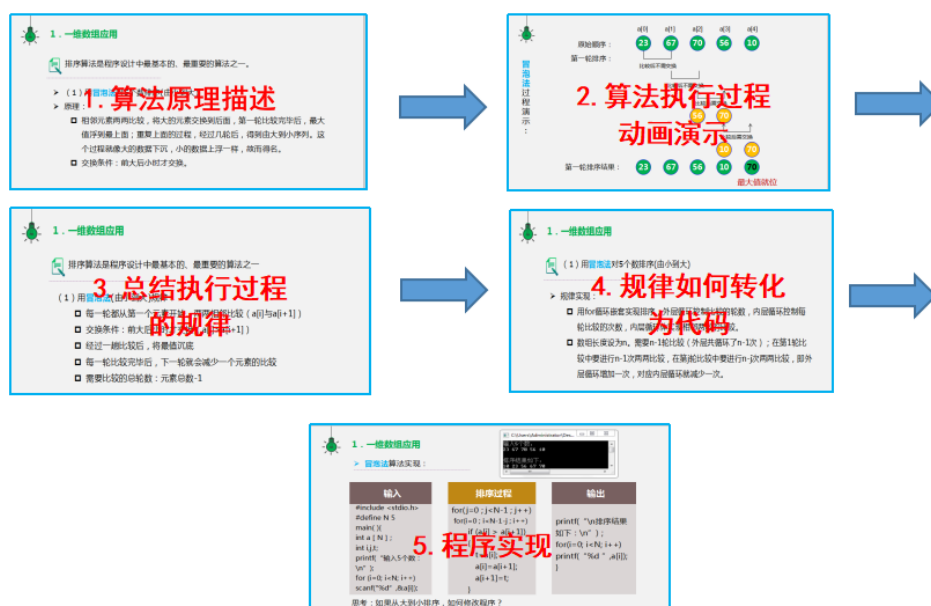 1．一维数组应用
排序算法是程序设计中最基本的、最重要的算法之一。
1.算法原理描述
原理：
相邻元素两两比较，将大的元素交换到后面，第一轮比较完毕后，最大
值浮到最上面；重复上面的过程，经过几轮后，得到由大到小序列。这
个过程就像大的数据下沉，小的数据上浮一样，故而得名。
交换条件：前大后小时才交换。
a[0] a[1] a[2] a[3] a[4]
原始顺序： 23 67 70 56 10
第一轮排序：
比较后不需交换
冒泡法过程演示：
2.算法执行过程
动画演示
56 70
10 70
第一轮排序结果： 23 67 56 10 70
最大值就位
1．一维数组应用
排序算法是程序设计中最基本的、最重要的算法之一
3.总结执行过程
的规律
（1）用冒泡法
每一轮都从第一个元素开始
比较（a[i]与a[i+1]）
交换条件：前大后
经过一趟比较后，将最值沉底
每一轮比较完毕后，下一轮就会减少一个元素的比较
需要比较的总轮数：元素总数-1
1．一维数组应用
（1）用冒泡法对5个数排序(由小到大)
4.规律如何转化
为代码
规律实现：
用for循环嵌套实现排序，外层循环控制比较的轮数，内层循环控制每
轮比较的次数，内层循环
数组长度设为n，需要n-1轮比较（外层共循环了n-1次）；在第1轮比
较中要进行n-1次两两比较，在第j轮比较中要进行n-j次两两比较，即外
层循环增加一次，对应内层循环就减少一次。
1．一维数组应用
冒泡法算法实现：
23 67 70 56 10
10 23 56 67 70
输入
#include <stdio.h>
#define N 5
main( ){
int a [ N ] ;
int i,j,t;
printf( "输入5个数：
\n" );
for (i=0; i<N; i++)
scanf("%d" ,&a[i]);
排序过程
for(j=0 ; j<N-1 ; j++)
for(i=0 ; i<N-1-j ; i++)
if (a[i] > a[i+1])
5.程序实现
a[i]=a[i+1];
a[i+1]=t;
}
输出
printf( "\n排序结果
如下：\n" ) ;
for(i=0; i<N; i++)
printf( "%d " ,a[i]);
}
思考：如果从大到小排序，如何修改程序？